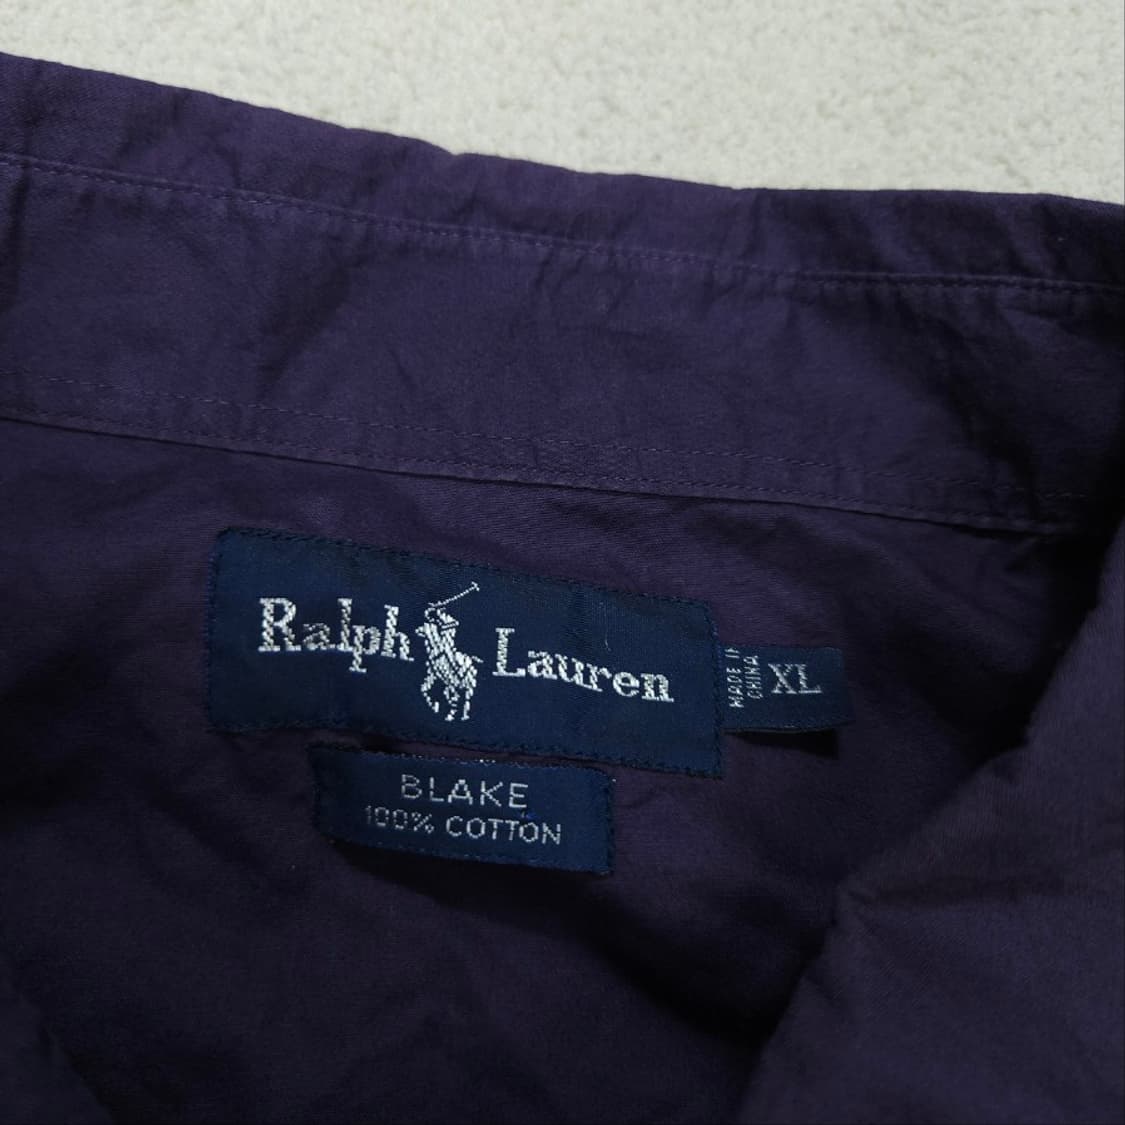 Ralph Lauren
MADE IN
CHINA
XL
BLAKE
100% COTTON